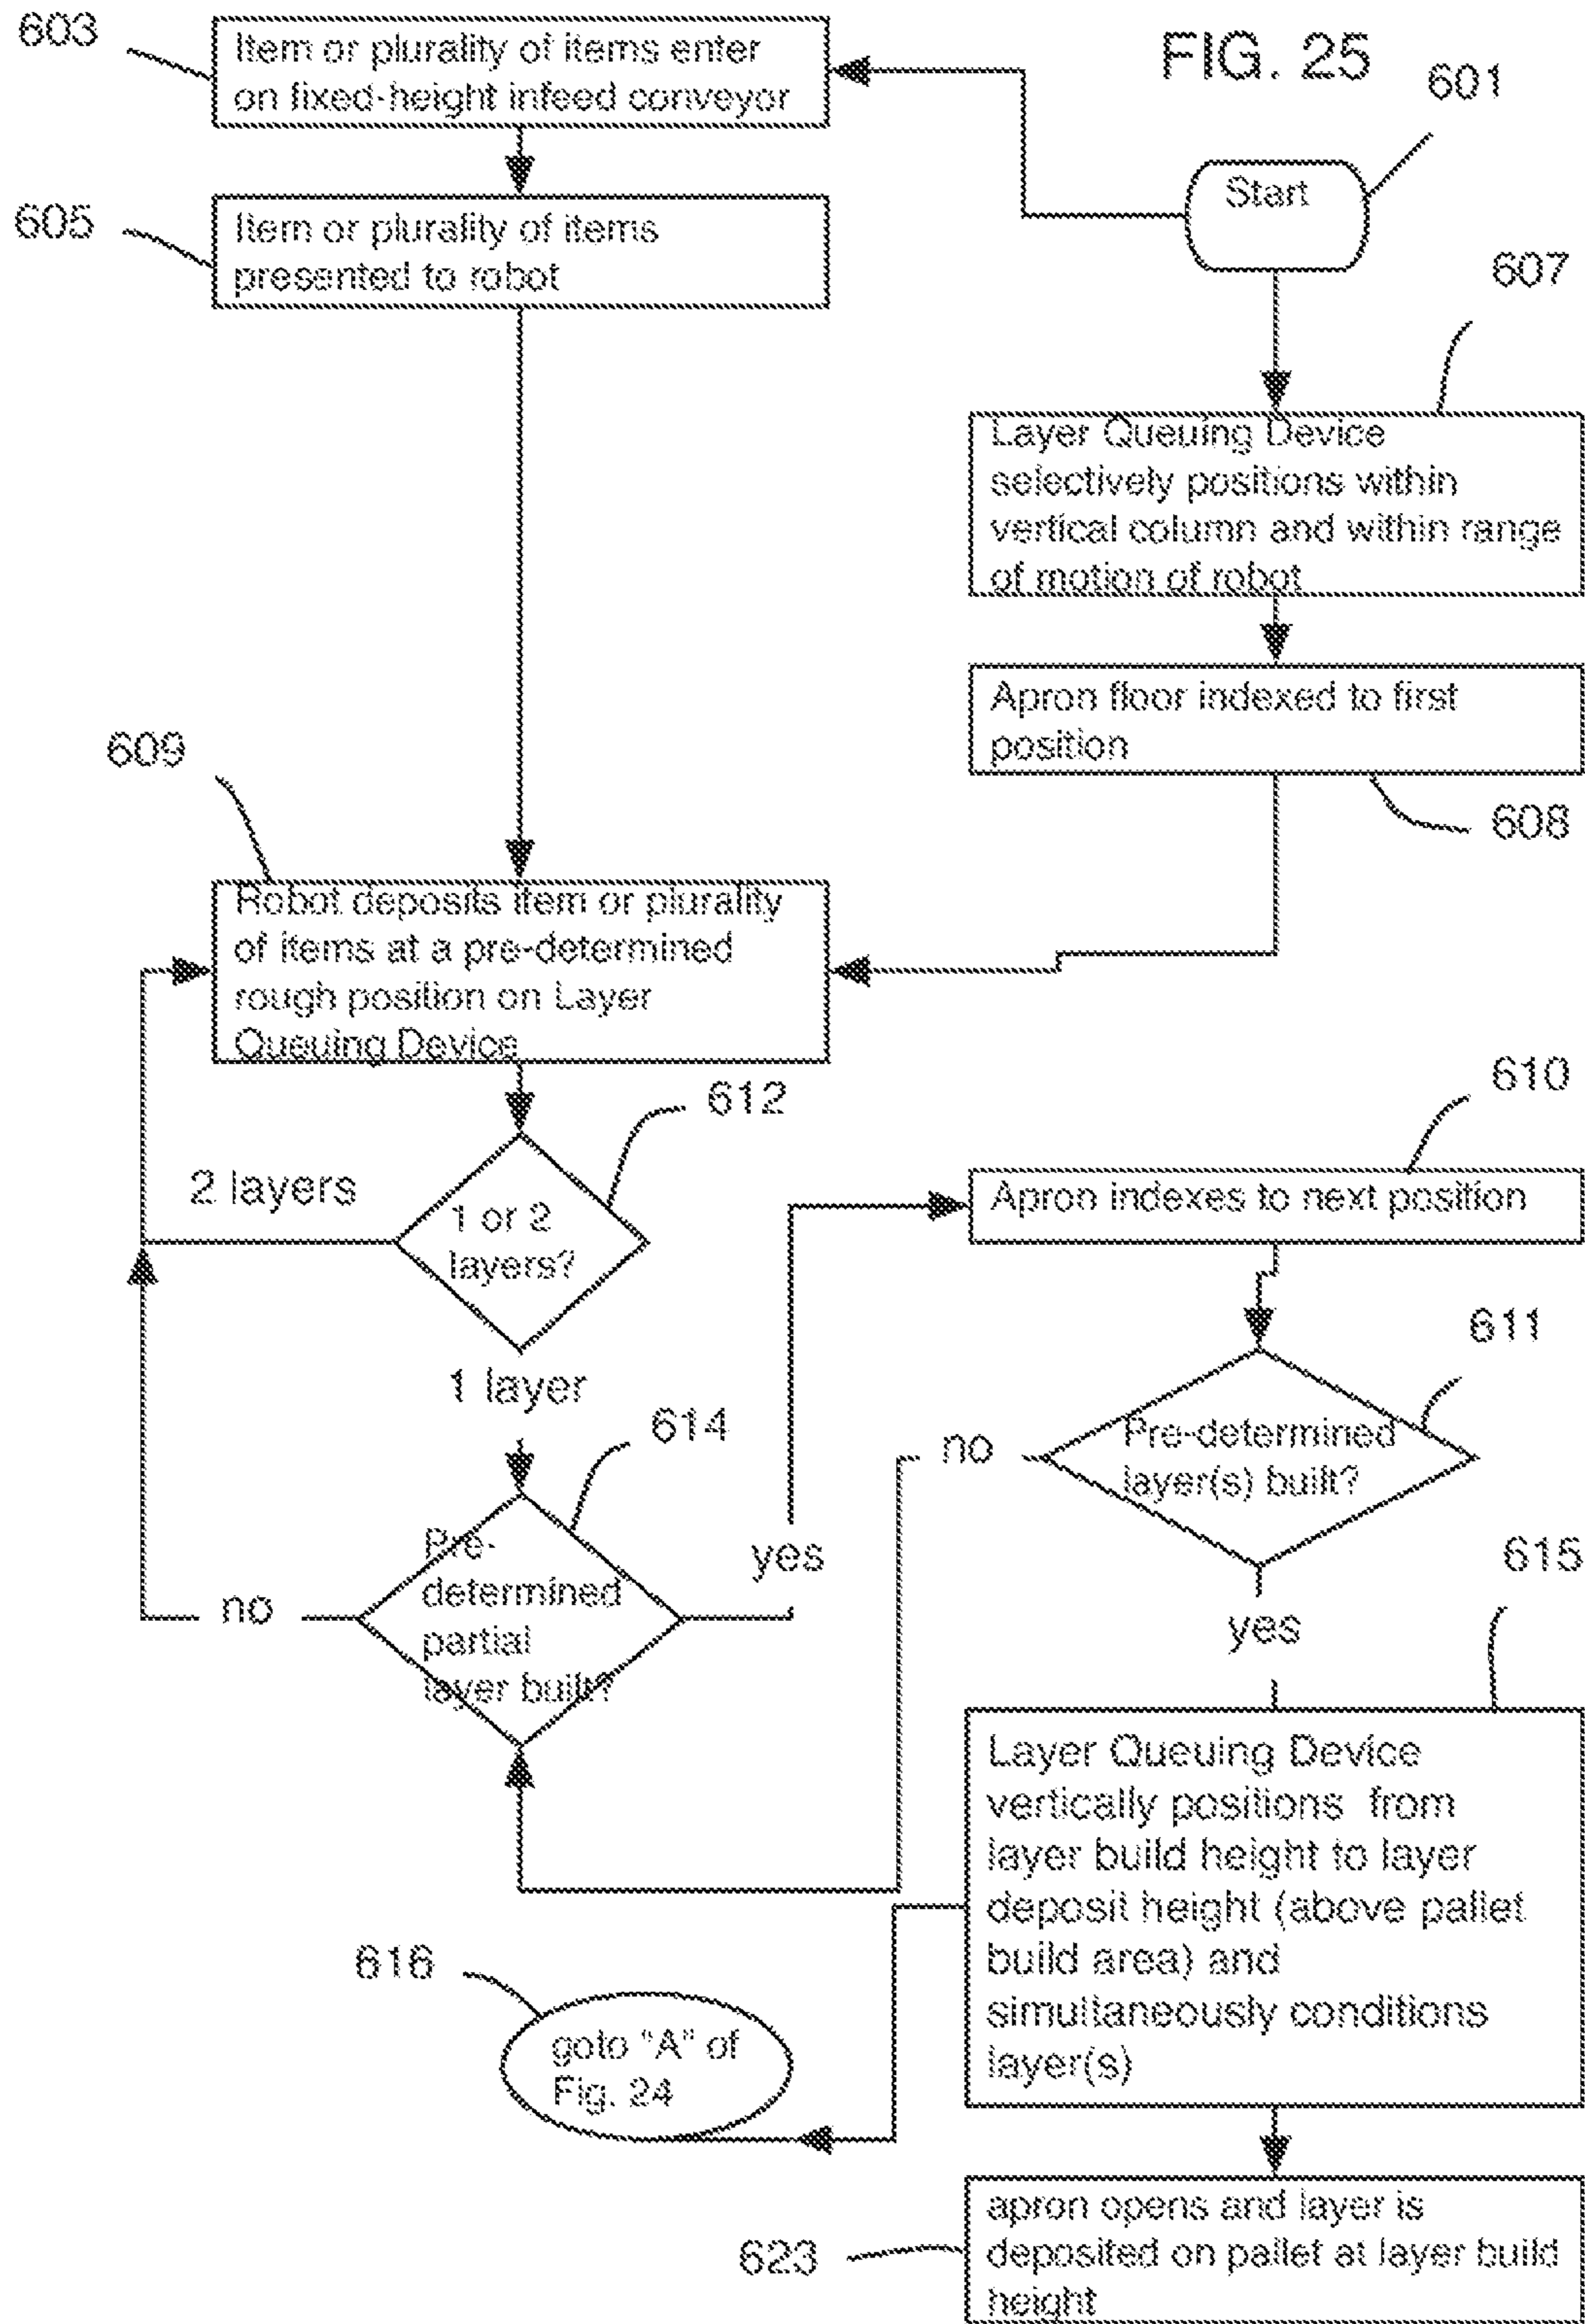 FIG. 25
603
Item or plurality of items enter
on fixed-height infeed conveyor
601
Start
605
Item or plurality of items
presented to robot
607
Layer Queuing Device
selectively positions within
vertical column and within range
of motion of robot
Apron floor indexed to first
position
608
609
Robot deposits item or plurality
of items at a pre-determined
rough position on Layer
Queuing Device
612
1 or 2
layers?
2 layers
1 layer
610
Apron indexes to next position
611
Pre-determined
layer(s) built?
no
yes
614
Pre-
determined
partial
layer built?
no
yes
615
Layer Queuing Device
vertically positions from
layer build height to layer
deposit height (above pallet
build area) and
simultaneously conditions
layer(s)
616
goto "A" of
Fig. 24
623
apron opens and layer is
deposited on pallet at layer build
height